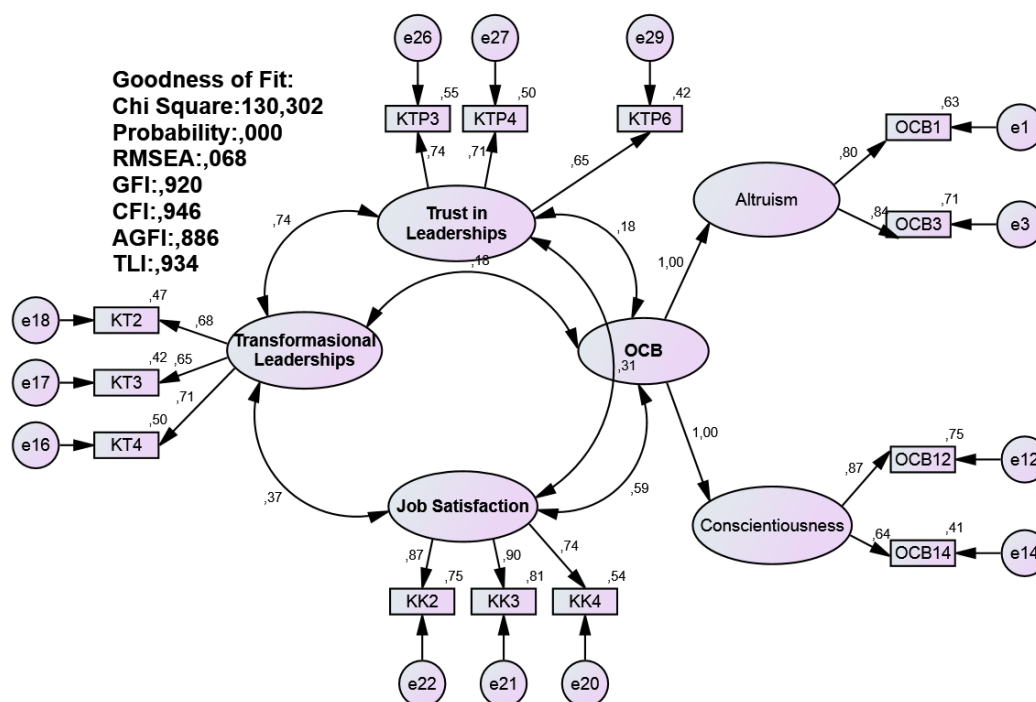 e26
e27
e29
Goodness of Fit:
Chi Square:130,302
Probability:,000
RMSEA:,068
GFI:,920
CFI:,946
AGFI:,886
TLI:,934
,55
,50
,42
KTP3
KTP4
KTP6
,74
,71
,65
,63
OCB1
e1
,80
Altruism
,71
,84
OCB3
e3
Trust in
Leaderships
,74
,18
,18
1,00
,47
e18
KT2
,68
,42
,65
e17
KT3
,71
,50
e16
KT4
Transformasional
Leaderships
OCB
,31
1,00
,75
OCB12
e12
,87
Conscientiousness
,41
,64
OCB14
e14
,37
Job Satisfaction
,59
,87
,90
,74
,75
,81
,54
KK2
KK3
KK4
e22
e21
e20